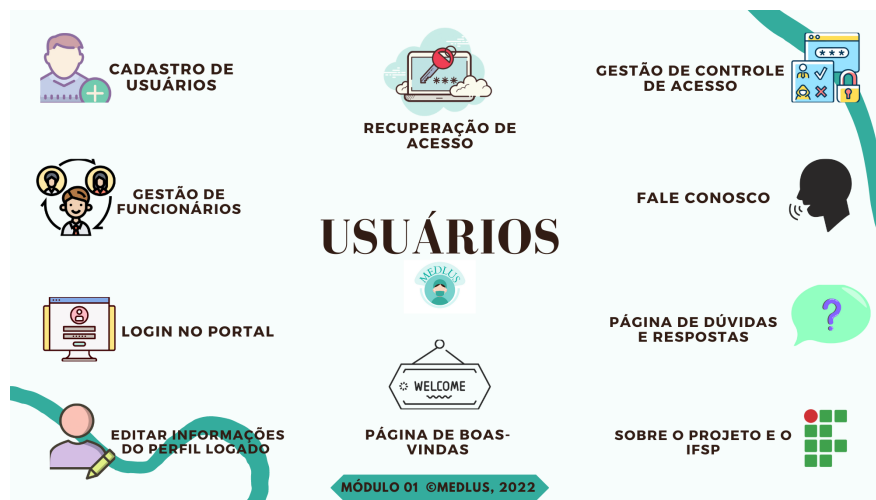 CADASTRO DE
USUÁRIOS
RECUPERAÇÃO DE
ACESSO
GESTÃO DE CONTROLE
DE ACESSO
GESTÃO DE
FUNCIONÁRIOS
FALE CONOSCO
USUÁRIOS
MEDLUS
LOGIN NO PORTAL
PÁGINA DE DÚVIDAS
E RESPOSTAS
?
WELCOME
EDITAR INFORMAÇÕES
DO PERFIL LOGADO
PÁGINA DE BOAS-
VINDAS
SOBRE O PROJETO E O
IFSP
MÓDULO 01 ©MEDLUS, 2022